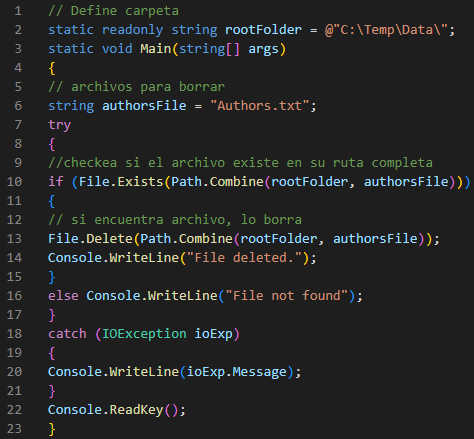 1 // Define carpeta
2 static readonly string rootFolder = @"C:\Temp\Data\";
3 static void Main(string[] args)
4 {
5 // archivos para borrar
6 string authorsFile = "Authors.txt";
7 try
8 {
9 //checkea si el archivo existe en su ruta completa
10 if (File.Exists(Path.Combine(rootFolder, authorsFile)))
11 {
12 // si encuentra archivo, lo borra
13 File.Delete(Path.Combine(rootFolder, authorsFile));
14 Console.WriteLine("File deleted.");
15 }
16 else Console.WriteLine("File not found");
17 }
18 catch (IOException ioExp)
19 {
20 Console.WriteLine(ioExp.Message);
21 }
22 Console.ReadKey();
23 }